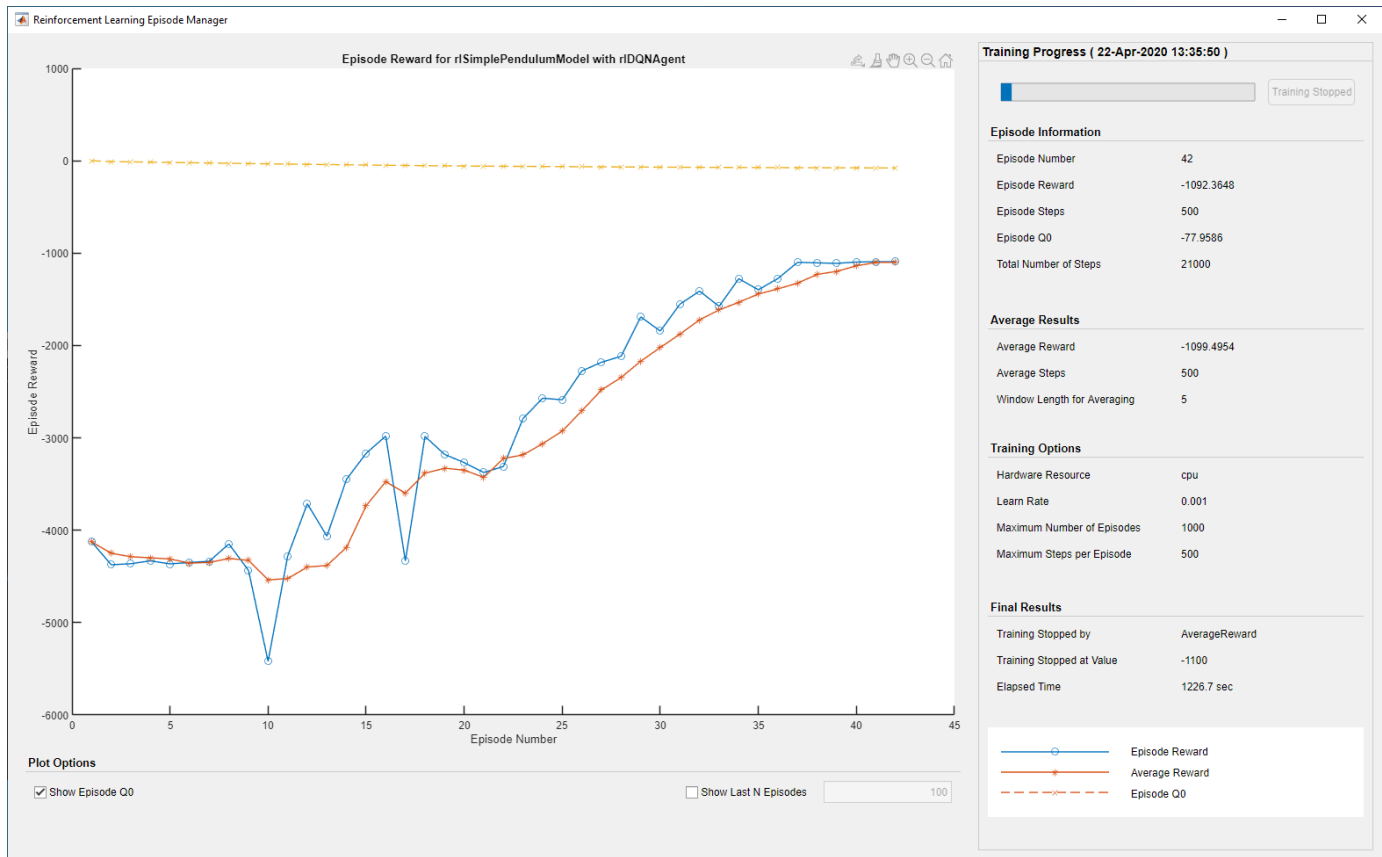 Reinforcement Learning Episode Manager
Episode Reward for rlSimplePendulumModel with rlDQNAgent
1000
0
-1000
-2000
-3000
-4000
-5000
-6000
Episode Reward
0 5 10 15 20 25 30 35 40 45
Episode Number
Plot Options
Show Episode Q0
Show Last N Episodes 100
Training Progress ( 22-Apr-2020 13:35:50 )
Training Stopped
Episode Information
Episode Number 42
Episode Reward -1092.3648
Episode Steps 500
Episode Q0 -77.9586
Total Number of Steps 21000
Average Results
Average Reward -1099.4954
Average Steps 500
Window Length for Averaging 5
Training Options
Hardware Resource cpu
Learn Rate 0.001
Maximum Number of Episodes 1000
Maximum Steps per Episode 500
Final Results
Training Stopped by AverageReward
Training Stopped at Value -1100
Elapsed Time 1226.7 sec
Episode Reward
Average Reward
Episode Q0